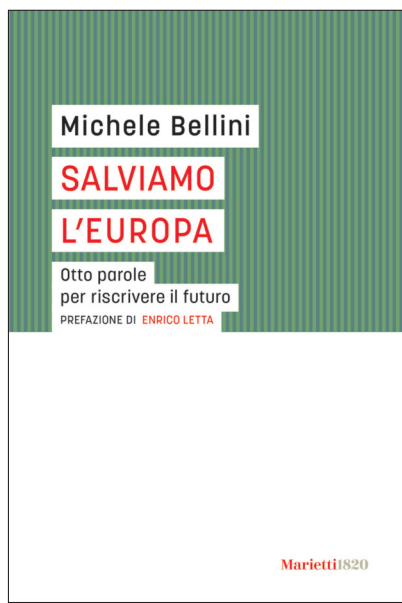 Michele Bellini
SALVIAMO
L'EUROPA
Otto parole
per riscrivere il futuro
PREFAZIONE DI ENRICO LETTA
Marietti1820